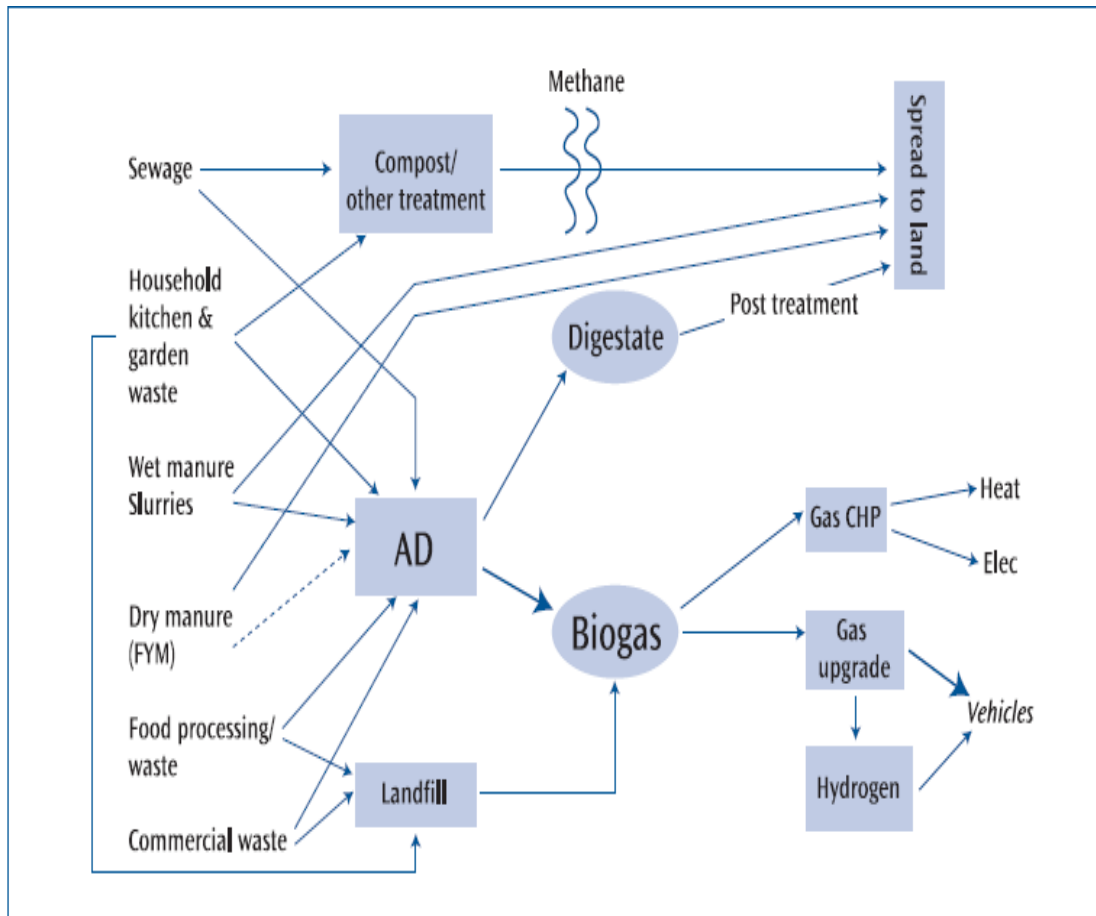 Methane
Spread to land
Sewage
Compost/
other treatment
Household
kitchen &
garden
waste
Post treatment
Digestate
Wet manure
Slurries
Heat
Gas CHP
AD
Elec
Dry manure
(FYM)
Biogas
Gas
upgrade
Vehicles
Food processing/
waste
Landfill
Hydrogen
Commercial waste